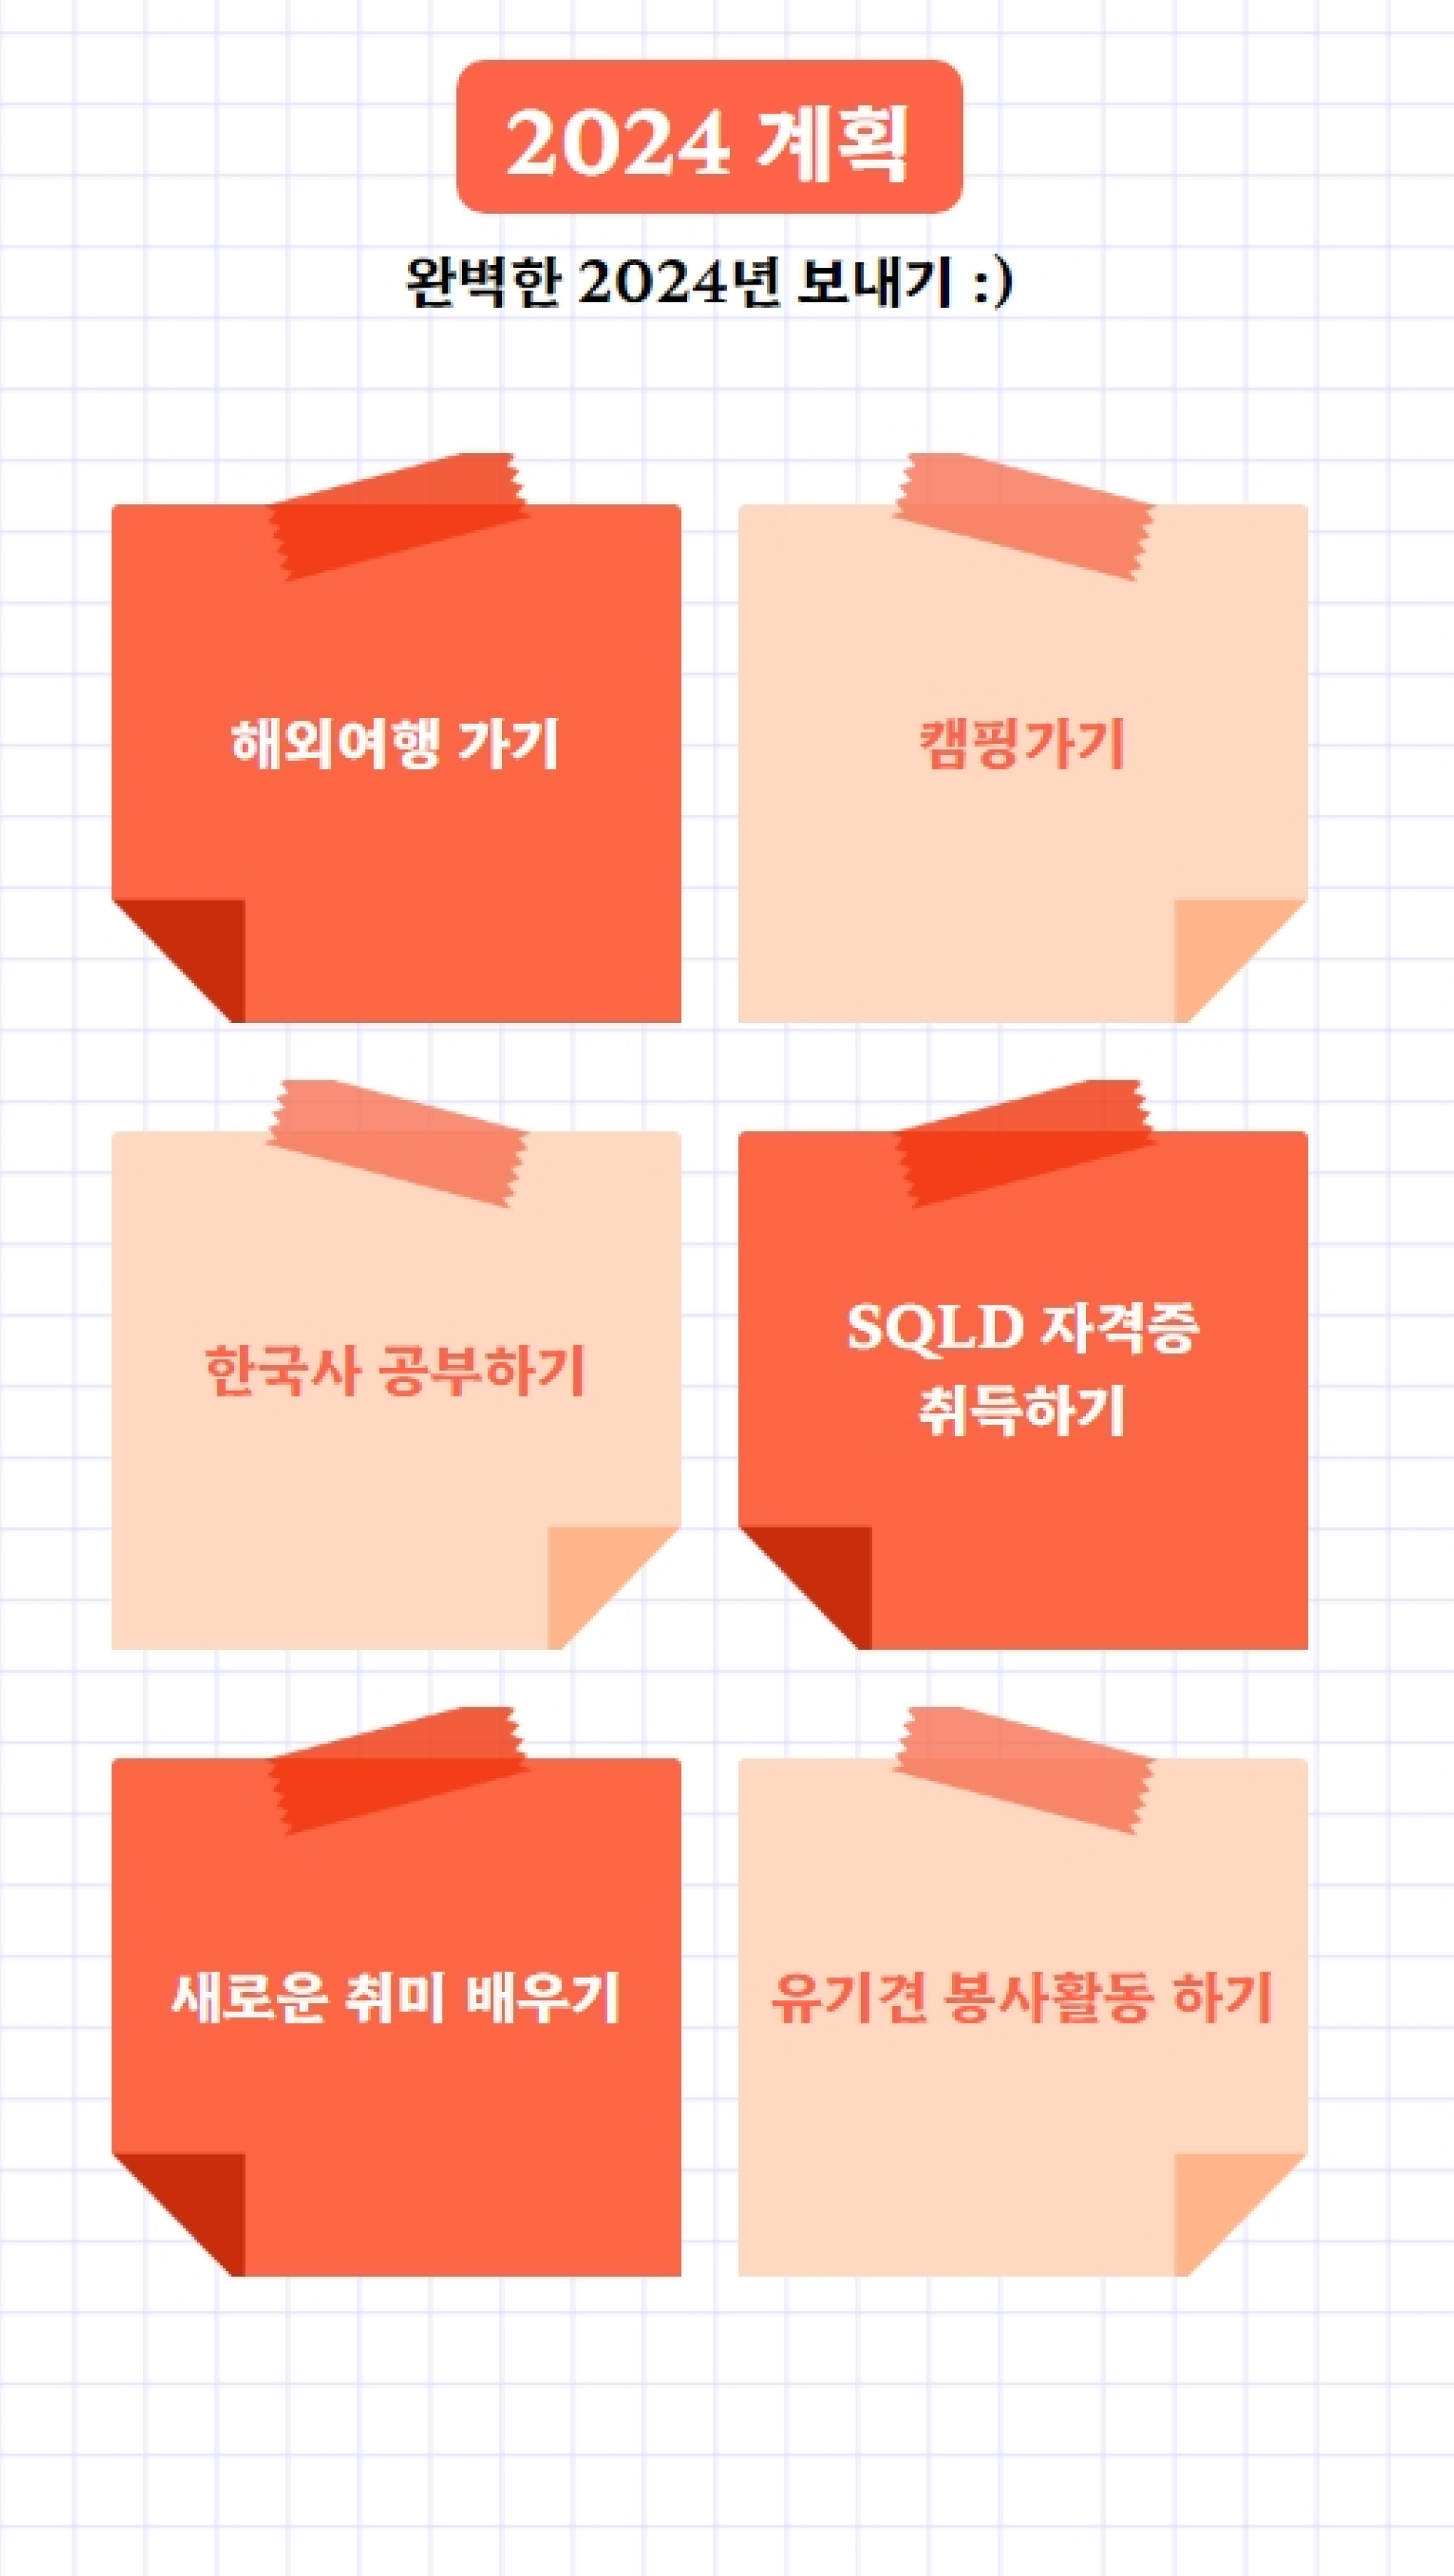 2024 계획
완벽한 2024년 보내기 :)
해외여행 가기
캠핑가기
한국사 공부하기
SQLD 자격증
취득하기
새로운 취미 배우기
유기견 봉사활동 하기